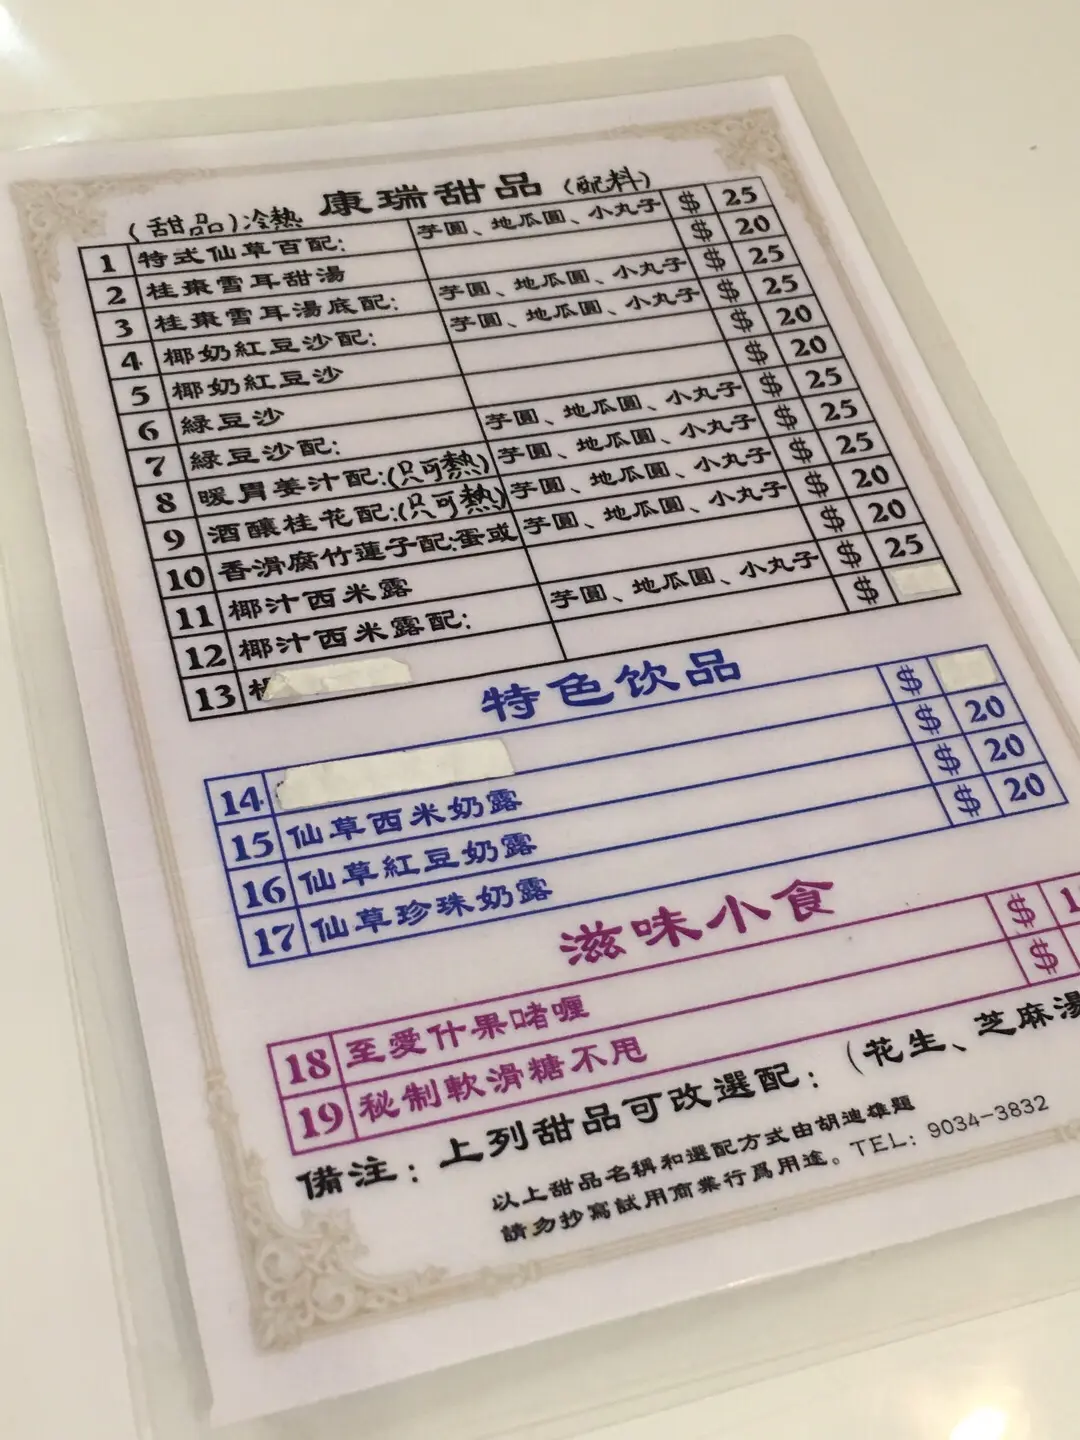 康瑞甜品
(甜品)冷熱 (配料)
1 特式仙草百配: 芋圓、地瓜圓、小丸子 $ 25
2 桂棗雪耳甜湯 $ 20
3 桂棗雪耳湯底配: 芋圓、地瓜圓、小丸子 $ 25
4 椰奶紅豆沙配: 芋圓、地瓜圓、小丸子 $ 25
5 椰奶紅豆沙 $ 20
6 綠豆沙 $ 20
7 綠豆沙配: 芋圓、地瓜圓、小丸子 $ 25
8 暖胃姜汁配:(只可熱) 芋圓、地瓜圓、小丸子 $ 25
9 酒釀桂花配:(只可熱) 芋圓、地瓜圓、小丸子 $ 25
10 香滑腐竹蓮子配:蛋或 芋圓、地瓜圓、小丸子 $ 20
11 椰汁西米露 $ 20
12 椰汁西米露配: 芋圓、地瓜圓、小丸子 $ 25
13 $
特色饮品
14 $
15 仙草西米奶露 $ 20
16 仙草紅豆奶露 $ 20
17 仙草珍珠奶露 $ 20
滋味小食
18 至愛什果啫喱 $
19 秘制軟滑糖不甩 $
備注: 上列甜品可改選配: (花生、芝麻湯
以上甜品名稱和選配方式由胡迪雄題
請勿抄寫試用商業行爲用途。TEL: 9034-3832